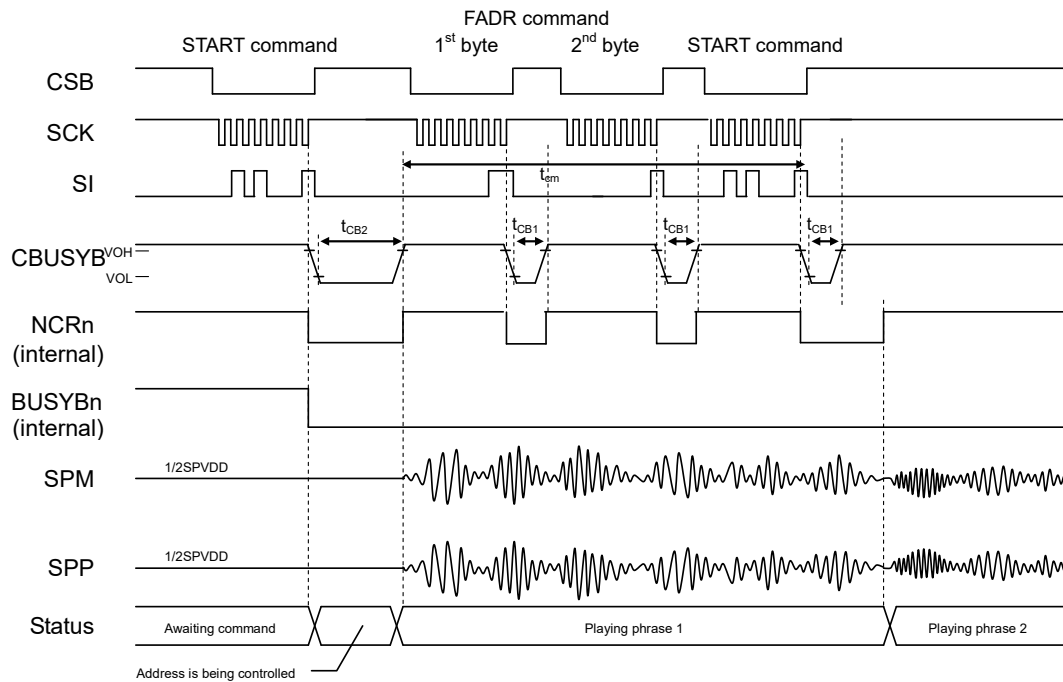 FADR command
START command 1st byte 2nd byte START command
CSB
SCK
SI
tcm
tCB2 tCB1 tCB1 tCB1
CBUSYB VOH
VOL
NCRn
(internal)
BUSYBn
(internal)
SPM 1/2SPVDD
SPP 1/2SPVDD
Status Awaiting command Playing phrase 1 Playing phrase 2
Address is being controlled